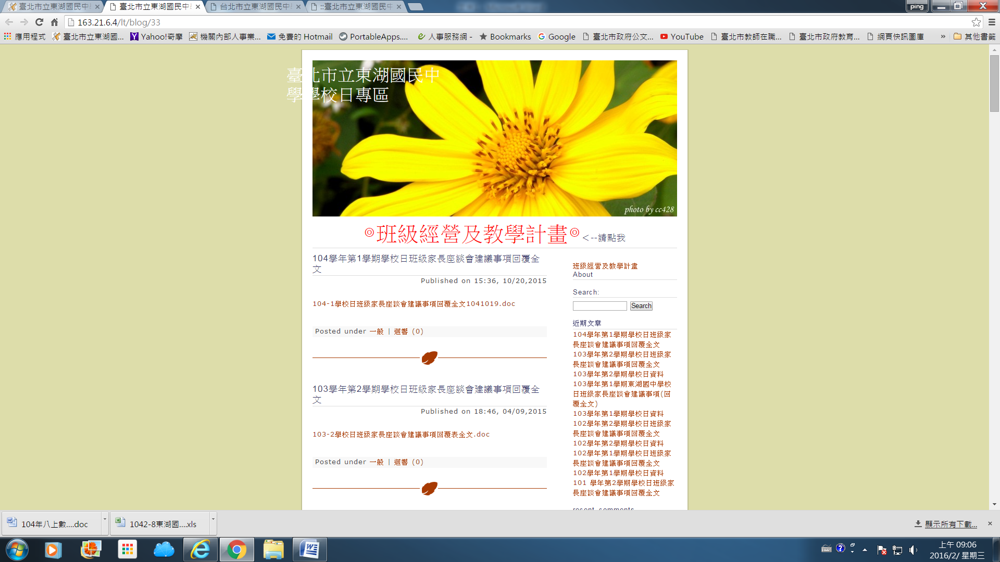 臺北市立東湖國民中
臺北市立東湖國民中
台北市立東湖國民中
::臺北市立東湖國民中
ping
163.21.6.4/lt/blog/33
應用程式 臺北市立東湖國... Yahoo!奇摩 機關內部人事業... 免費的 Hotmail PortableApps.... 人事服務網 - Bookmarks Google 臺北市政府公文... YouTube 臺北市教師在職... 臺北市政府教育... 網頁快訊圖庫 » 其他書籤
臺北市立東湖國民中
學學校日專區
photo by cc428
◎班級經營及教學計畫◎<--請點我
104學年第1學期學校日班級家長座談會建議事項回覆全
文
Published on 15:36, 10/20,2015
104-1學校日班級家長座談會建議事項回覆全文1041019.doc
Posted under 一般 | 迴響 (0)
103學年第2學期學校日班級家長座談會建議事項回覆全
文
Published on 18:46, 04/09,2015
103-2學校日班級家長座談會建議事項回覆表全文.doc
Posted under 一般 | 迴響 (0)
班級經營及教學計畫
About
Search:
Search
近期文章
104學年第1學期學校日班級家
長座談會建議事項回覆全文
103學年第2學期學校日班級家
長座談會建議事項回覆全文
103學年第2學期學校日資料
103學年第1學期東湖國中學校
日班級家長座談會建議事項(回
覆全文)
103學年第1學期學校日資料
102學年第2學期學校日班級家
長座談會建議事項回覆全文
102學年第2學期學校日資料
102學年第1學期學校日班級家
長座談會建議事項回覆全文
102學年第1學期學校日資料
101 學年第2學期學校日班級家
長座談會建議事項回覆全文
recent comments
104年八上數....doc
1042-8東湖國....xls
顯示所有下載...
上午 09:06
2016/2/ 星期三